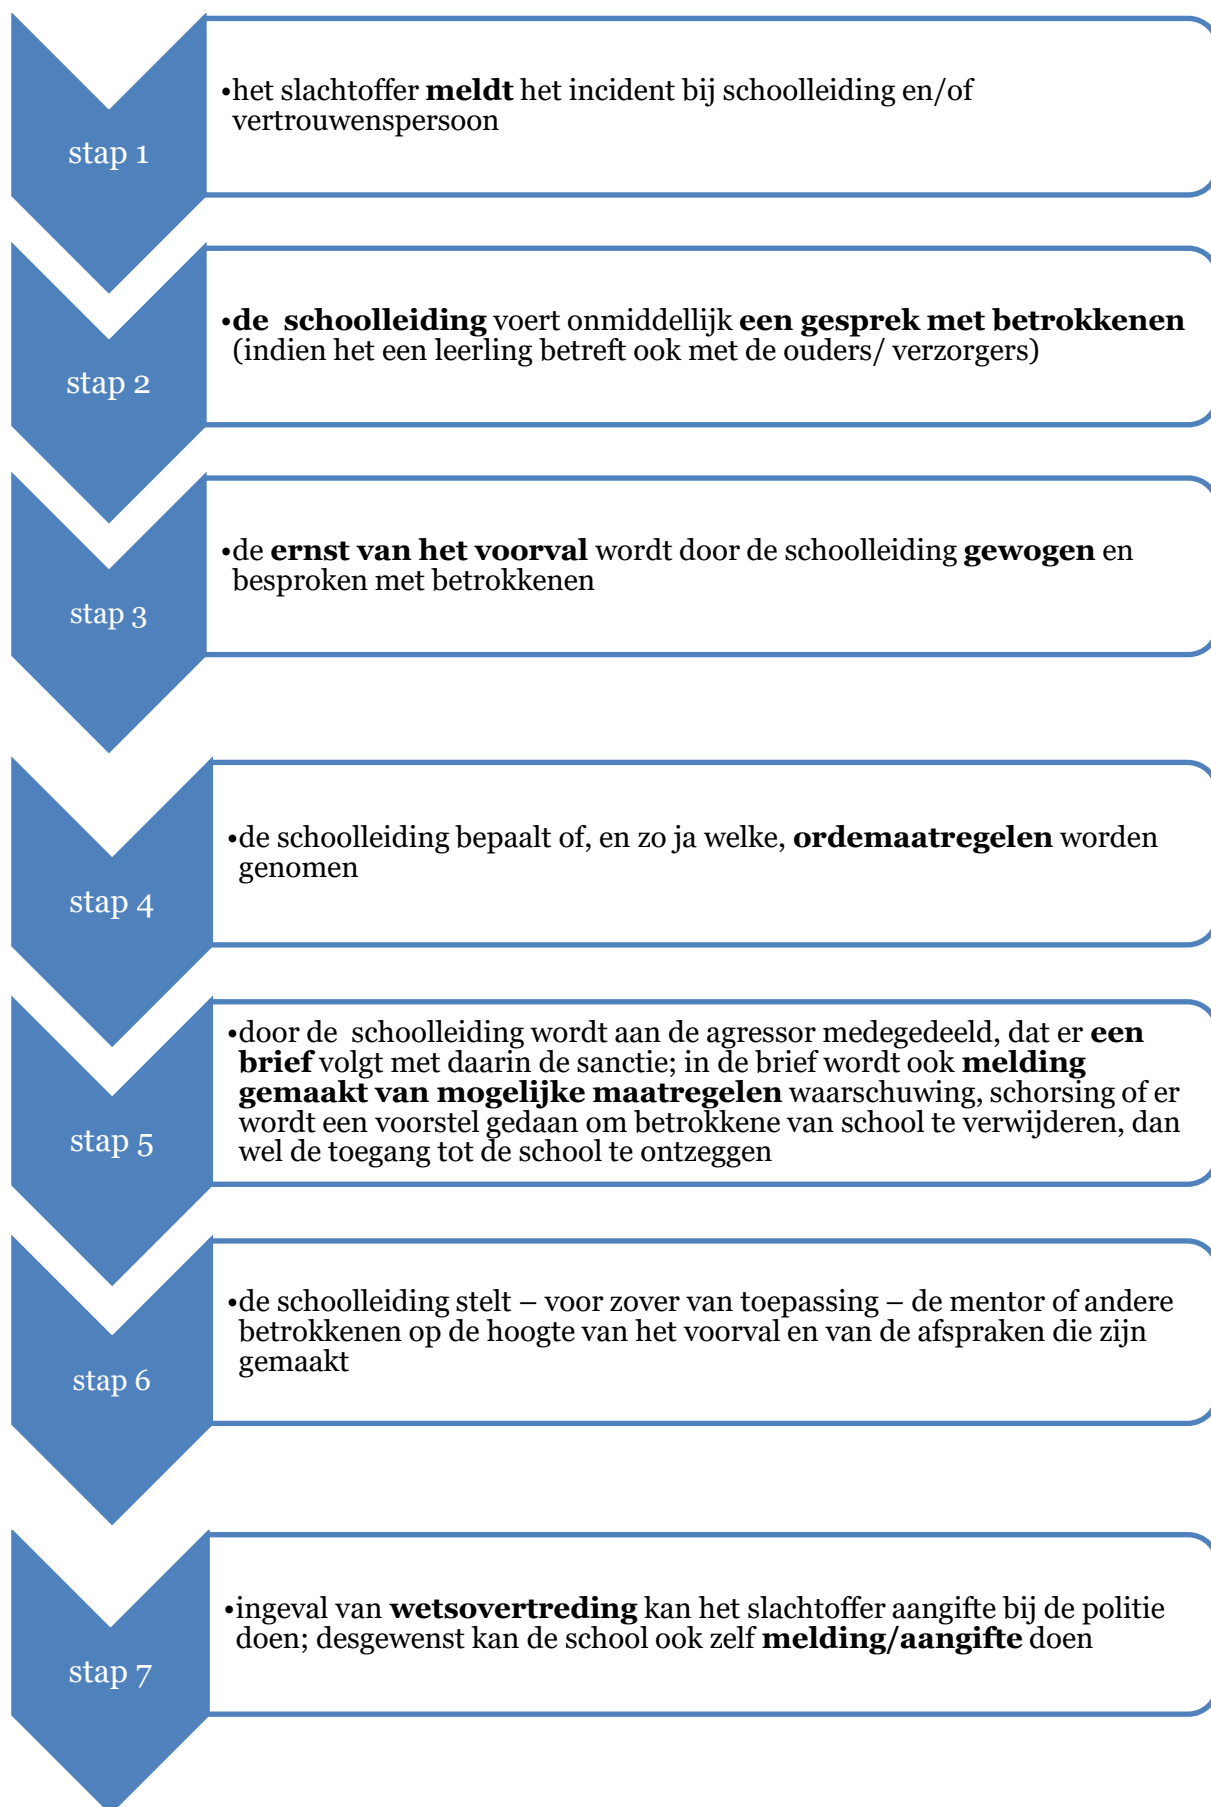 stap 1
•het slachtoffer meldt het incident bij schoolleiding en/of
vertrouwenspersoon
stap 2
•de  schoolleiding voert onmiddellijk een gesprek met betrokkenen
(indien het een leerling betreft ook met de ouders/ verzorgers)
stap 3
•de ernst van het voorval wordt door de schoolleiding gewogen en
besproken met betrokkenen
stap 4
•de schoolleiding bepaalt of, en zo ja welke, ordemaatregelen worden
genomen
stap 5
•door de  schoolleiding wordt aan de agressor medegedeeld, dat er een
brief volgt met daarin de sanctie; in de brief wordt ook melding
gemaakt van mogelijke maatregelen waarschuwing, schorsing of er
wordt een voorstel gedaan om betrokkene van school te verwijderen, dan
wel de toegang tot de school te ontzeggen
stap 6
•de schoolleiding stelt – voor zover van toepassing – de mentor of andere
betrokkenen op de hoogte van het voorval en van de afspraken die zijn
gemaakt
stap 7
•ingeval van wetsovertreding kan het slachtoffer aangifte bij de politie
doen; desgewenst kan de school ook zelf melding/aangifte doen